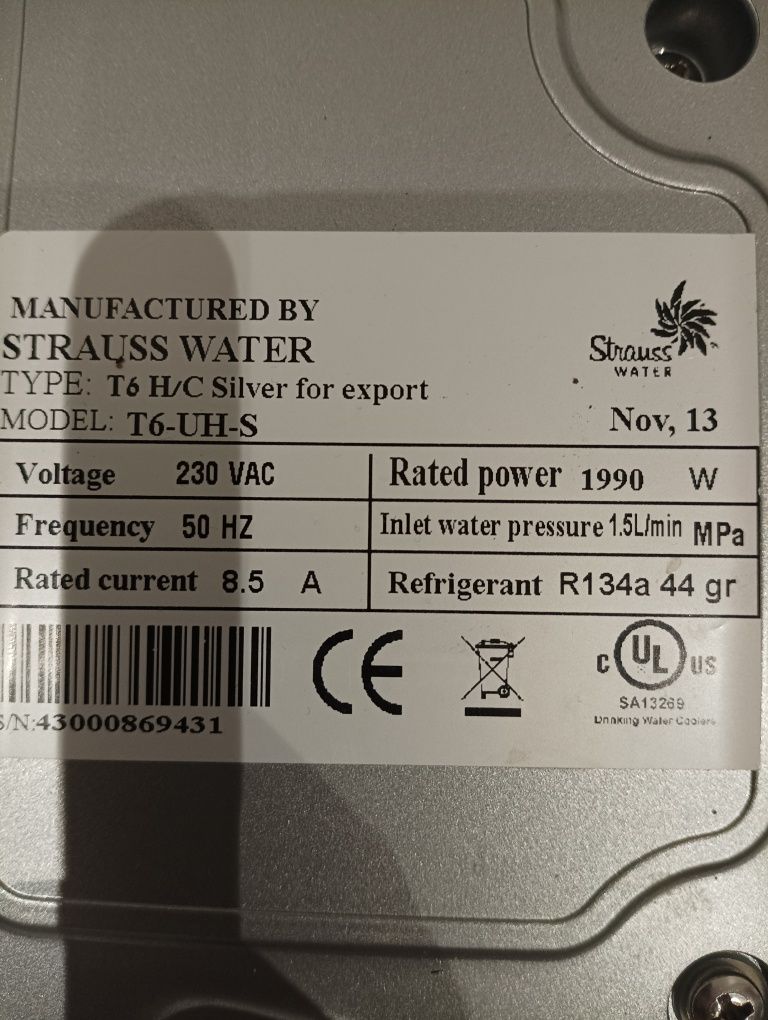 MANUFACTURED BY
STRAUSS WATER
TYPE: T6 H/C Silver for export
MODEL: T6-UH-S
Strauss
WATER
Nov, 13
Voltage 230 VAC
Rated power 1990 W
Frequency 50 HZ
Inlet water pressure 1.5L/min MPa
Rated current 8.5 A
Refrigerant R134a 44 gr
S/N:43000869431
CE
C UL US
SA13269
Drinking Water Coolers